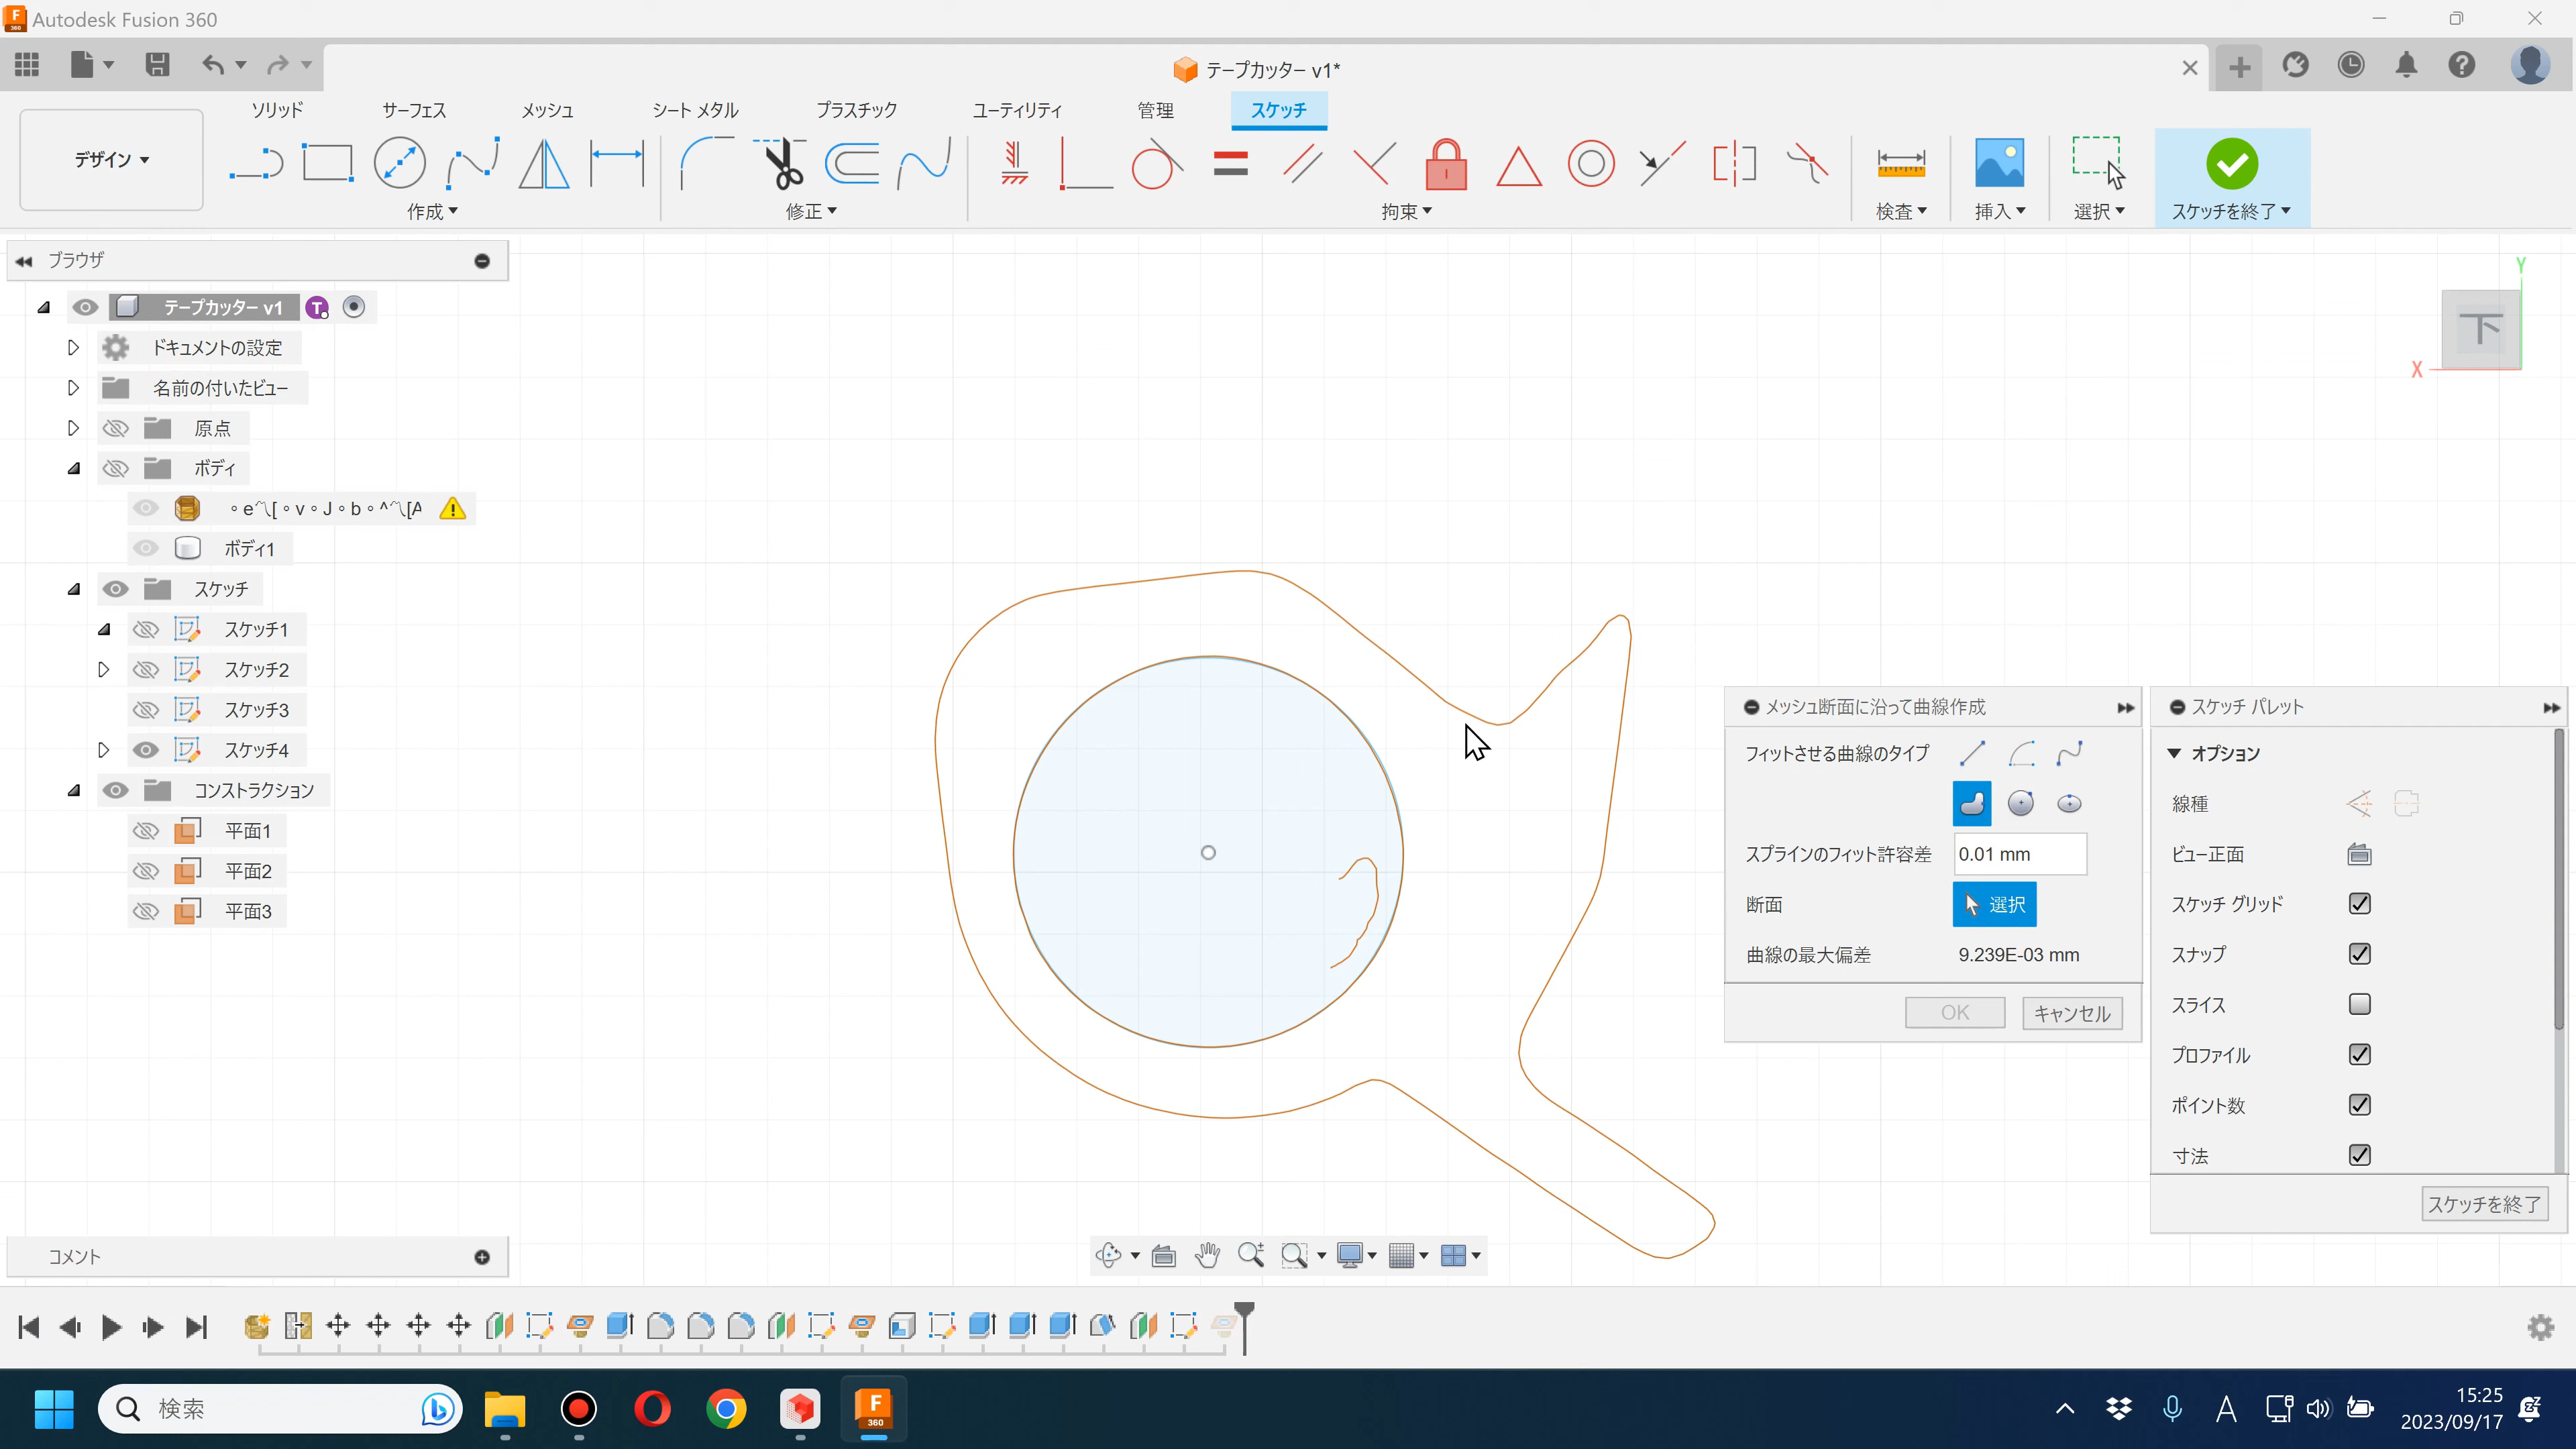 Autodesk Fusion 360
テープカッター v1*
ソリッド
サーフェス
メッシュ
シート メタル
プラスチック
ユーティリティ
管理
スケッチ
デザイン
作成
修正
拘束
検査
挿入
選択
スケッチを終了
ブラウザ
テープカッター v1
ドキュメントの設定
名前の付いたビュー
原点
ボディ
ボディ1
スケッチ
スケッチ1
スケッチ2
スケッチ3
スケッチ4
コンストラクション
平面1
平面2
平面3
コメント
Y
下
X
メッシュ断面に沿って曲線作成
フィットさせる曲線のタイプ
スプラインのフィット許容差
0.01 mm
断面
選択
曲線の最大偏差
9.239E-03 mm
OK
キャンセル
スケッチ パレット
オプション
線種
ビュー正面
スケッチ グリッド
スナップ
スライス
プロファイル
ポイント数
寸法
スケッチを終了
検索
15:25
2023/09/17